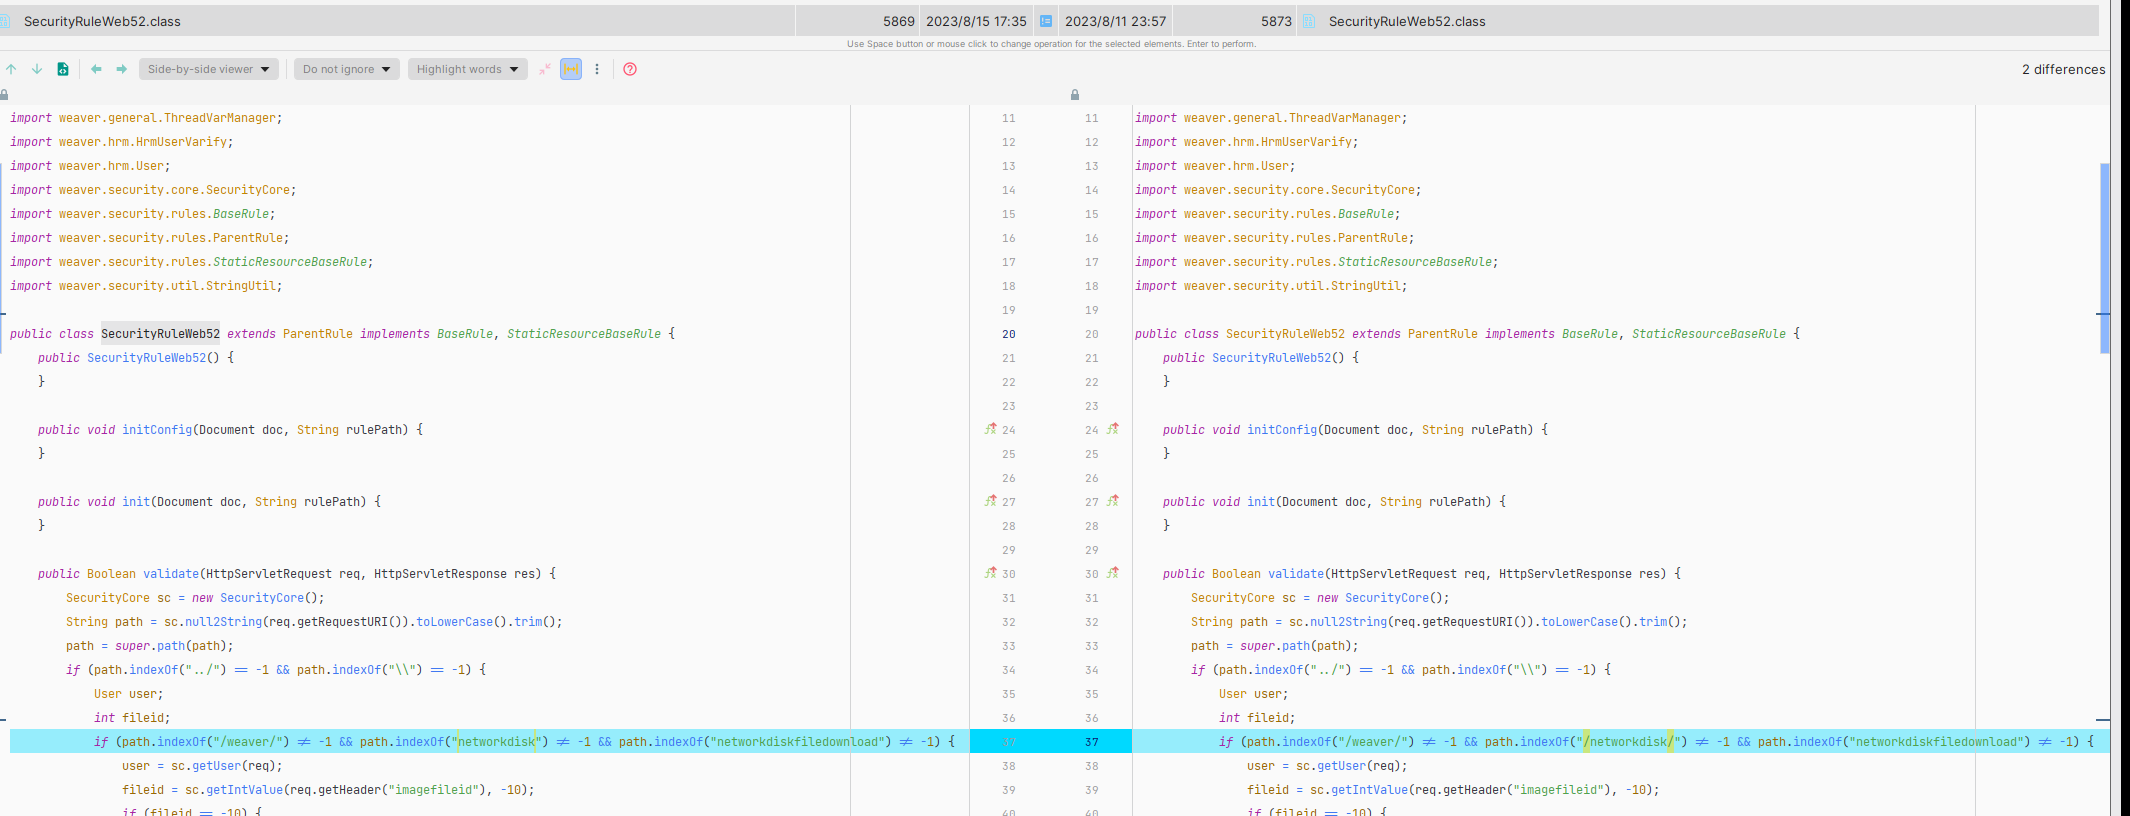 SecurityRuleWeb52.class 5869 2023/8/15 17:35 2023/8/11 23:57 5873 SecurityRuleWeb52.class
Use Space button or mouse click to change operation for the selected elements. Enter to perform.
Side-by-side viewer Do not ignore Highlight words 2 differences
import weaver.general.ThreadVarManager; 11 11 import weaver.general.ThreadVarManager;
import weaver.hrm.HrmUserVarify; 12 12 import weaver.hrm.HrmUserVarify;
import weaver.hrm.User; 13 13 import weaver.hrm.User;
import weaver.security.core.SecurityCore; 14 14 import weaver.security.core.SecurityCore;
import weaver.security.rules.BaseRule; 15 15 import weaver.security.rules.BaseRule;
import weaver.security.rules.ParentRule; 16 16 import weaver.security.rules.ParentRule;
import weaver.security.rules.StaticResourceBaseRule; 17 17 import weaver.security.rules.StaticResourceBaseRule;
import weaver.security.util.StringUtil; 18 18 import weaver.security.util.StringUtil;
19 19
public class SecurityRuleWeb52 extends ParentRule implements BaseRule, StaticResourceBaseRule { 20 20 public class SecurityRuleWeb52 extends ParentRule implements BaseRule, StaticResourceBaseRule {
public SecurityRuleWeb52() { 21 21 public SecurityRuleWeb52() {
} 22 22 }
23 23
public void initConfig(Document doc, String rulePath) { 24 24 public void initConfig(Document doc, String rulePath) {
} 25 25 }
26 26
public void init(Document doc, String rulePath) { 27 27 public void init(Document doc, String rulePath) {
} 28 28 }
29 29
public Boolean validate(HttpServletRequest req, HttpServletResponse res) { 30 30 public Boolean validate(HttpServletRequest req, HttpServletResponse res) {
SecurityCore sc = new SecurityCore(); 31 31 SecurityCore sc = new SecurityCore();
String path = sc.null2String(req.getRequestURI()).toLowerCase().trim(); 32 32 String path = sc.null2String(req.getRequestURI()).toLowerCase().trim();
path = super.path(path); 33 33 path = super.path(path);
if (path.indexOf("../") == -1 && path.indexOf("\\") == -1) { 34 34 if (path.indexOf("../") == -1 && path.indexOf("\\") == -1) {
User user; 35 35 User user;
int fileid; 36 36 int fileid;
if (path.indexOf("/weaver/") != -1 && path.indexOf("networkdisk") != -1 && path.indexOf("networkdiskfiledownload") != -1) { 37 37 if (path.indexOf("/weaver/") != -1 && path.indexOf("/networkdisk/") != -1 && path.indexOf("networkdiskfiledownload") != -1) {
user = sc.getUser(req); 38 38 user = sc.getUser(req);
fileid = sc.getIntValue(req.getHeader("imagefileid"), -10); 39 39 fileid = sc.getIntValue(req.getHeader("imagefileid"), -10);
if (fileid == -10) { 40 40 if (fileid == -10) {